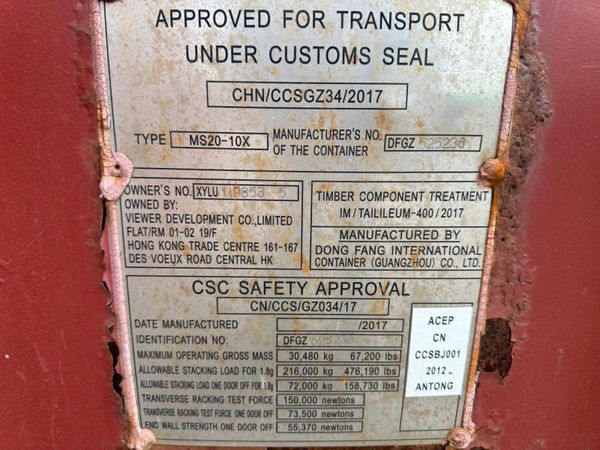 APPROVED FOR TRANSPORT
UNDER CUSTOMS SEAL
CHN/CCSGZ34/2017
TYPE MS20-10X
MANUFACTURER'S NO.
OF THE CONTAINER
DFGZ 525236
OWNER'S NO. XYLU
OWNED BY:
VIEWER DEVELOPMENT CO.,LIMITED
FLAT/RM 01-02 19/F
HONG KONG TRADE CENTRE 161-167
DES VOEUX ROAD CENTRAL HK
TIMBER COMPONENT TREATMENT
IM/TAILILEUM-400/2017
MANUFACTURED BY
DONG FANG INTERNATIONAL
CONTAINER (GUANGZHOU) CO., LTD.
CSC SAFETY APPROVAL
CN/CCS/GZ034/17
DATE MANUFACTURED /2017
IDENTIFICATION NO. DFGZ
MAXIMUM OPERATING GROSS MASS 30,480 kg 67,200 lbs
ALLOWABLE STACKING LOAD FOR 1.8g 216,000 kg 476,190 lbs
ALLOWABLE STACKING LOAD ONE DOOR OFF FOR 1.8g 72,000 kg 158,730 lbs
TRANSVERSE RACKING TEST FORCE 150,000 newtons
TRANSVERSE RACKING TEST FORCE ONE DOOR OFF 73,500 newtons
END WALL STRENGTH ONE DOOR OFF 55,370 newtons
ACEP
CN
CCSBJ001
2012
ANTONG